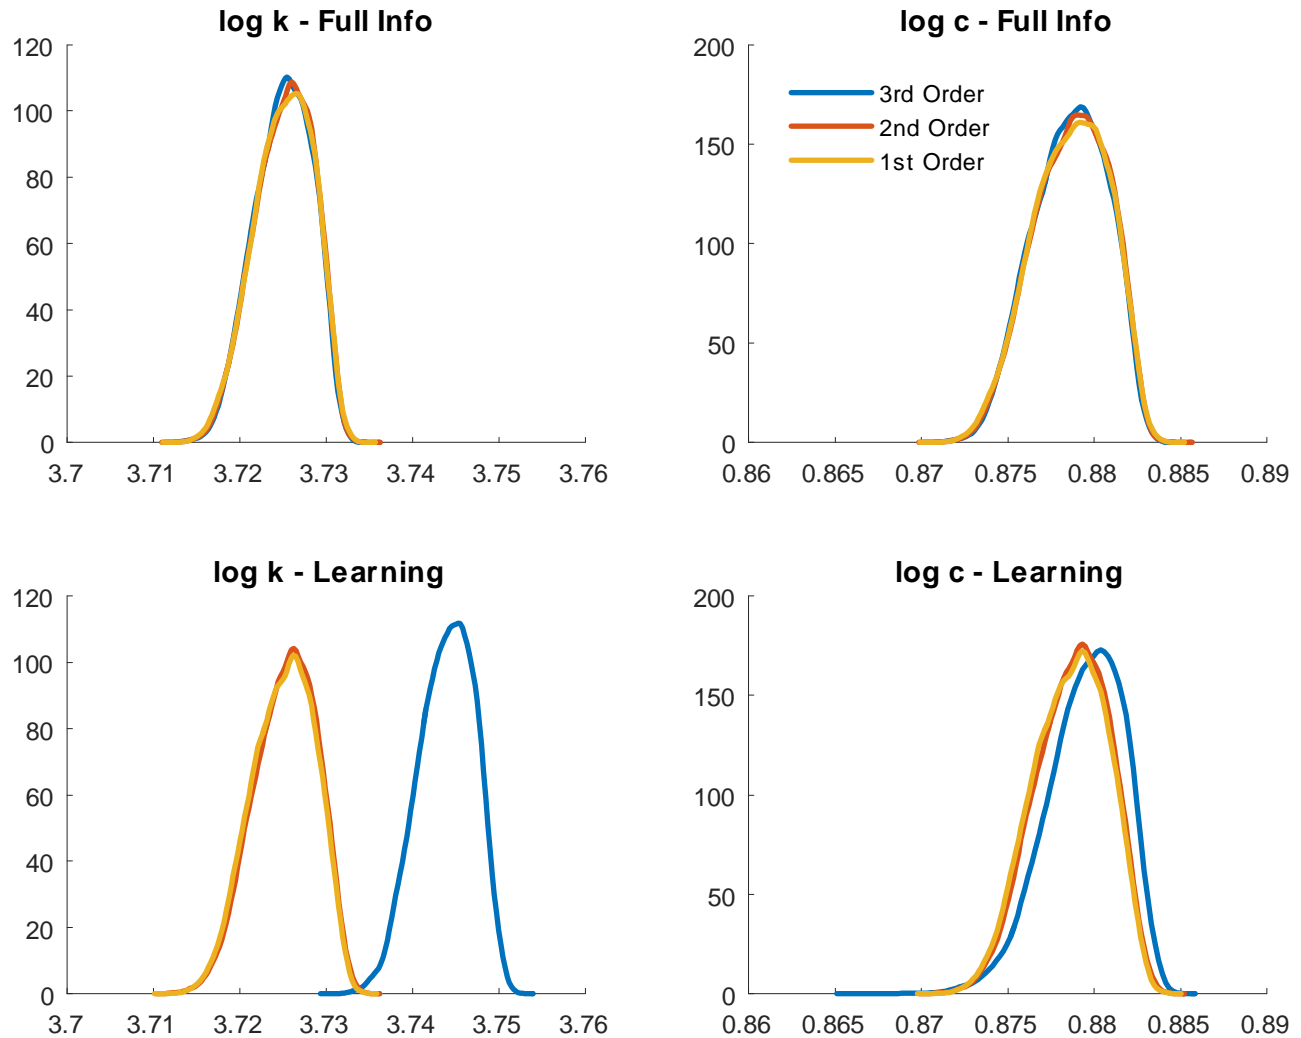 log k - Full Info
120
100
80
60
40
20
0
3.7 3.71 3.72 3.73 3.74 3.75 3.76
log c - Full Info
200
150
100
50
0
0.86 0.865 0.87 0.875 0.88 0.885 0.89
3rd Order
2nd Order
1st Order
log k - Learning
120
100
80
60
40
20
0
3.7 3.71 3.72 3.73 3.74 3.75 3.76
log c - Learning
200
150
100
50
0
0.86 0.865 0.87 0.875 0.88 0.885 0.89